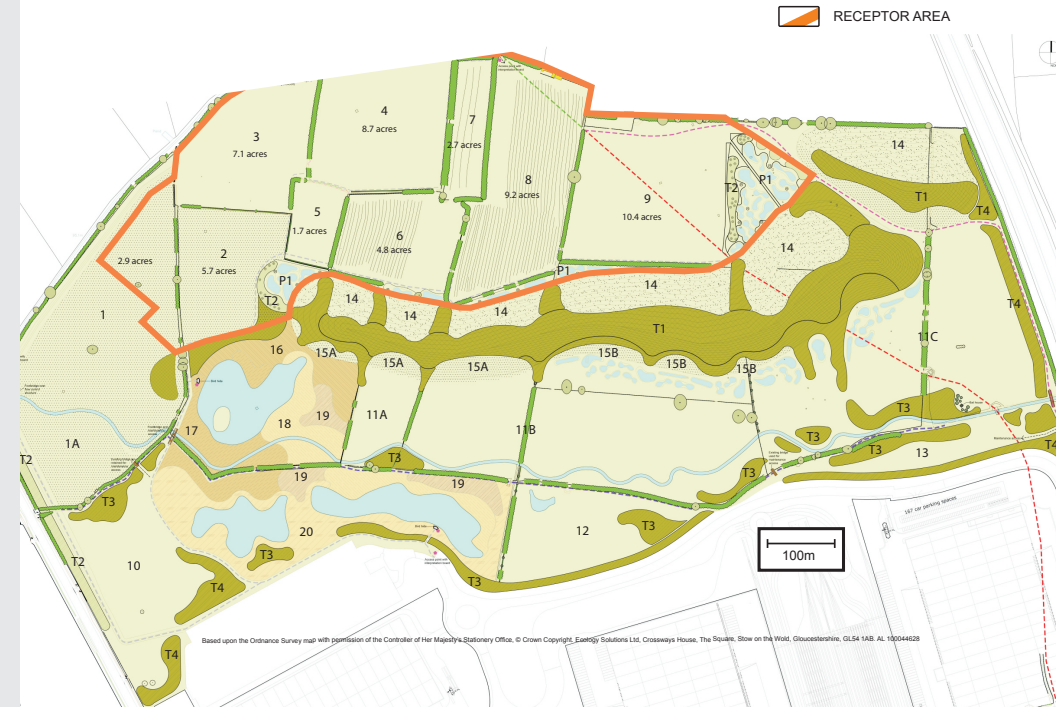 RECEPTOR AREA
3
7.1 acres
4
8.7 acres
7
2.7 acres
8
9.2 acres
9
10.4 acres
T2
P1
14
T1
T4
2.9 acres
2
5.7 acres
5
1.7 acres
6
4.8 acres
P1
T2
P1
14
14
14
14
14
T1
T4
1
16
15A
15A
15A
15B
15B
15B
11C
17
18
19
11A
11B
T3
T3
T3
T3
13
T4
1A
T2
T3
T3
19
19
20
T3
12
T3
T3
T2
10
T4
T4
100m
167 car parking spaces
Based upon the Ordnance Survey map with permission of the Controller of Her Majesty's Stationery Office, © Crown Copyright. Ecology Solutions Ltd, Crossways House, The Square, Stow on the Wold, Gloucestershire, GL54 1AB. AL 100044628